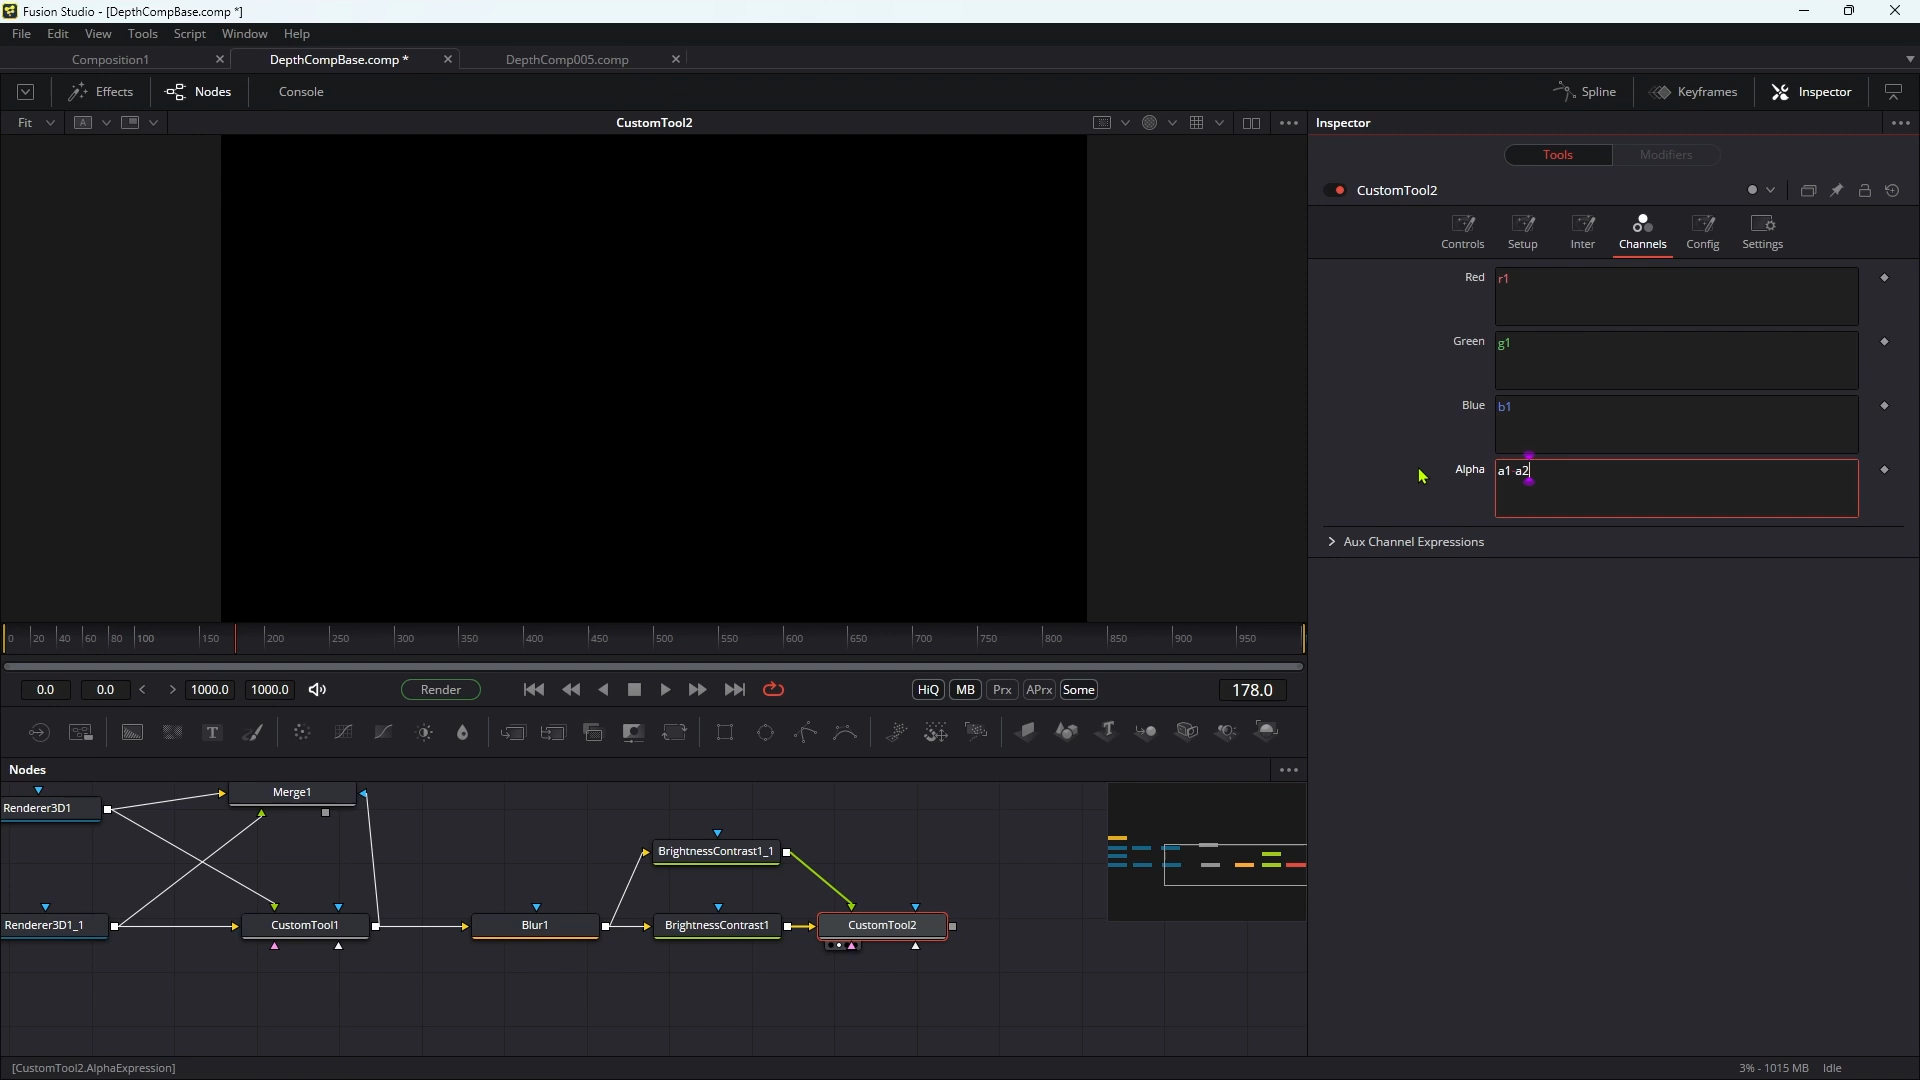 Fusion Studio - [DepthCompBase.comp *]
File Edit View Tools Script Window Help
Composition1 DepthCompBase.comp * DepthComp005.comp
Effects Nodes Console Spline Keyframes Inspector
Fit A CustomTool2 Inspector
Tools Modifiers
CustomTool2
Controls Setup Inter Channels Config Settings
Red r1
Green g1
Blue b1
Alpha a1-a2
Aux Channel Expressions
0 20 40 60 80 100 150 200 250 300 350 400 450 500 550 600 650 700 750 800 850 900 950
0.0 0.0 < > 1000.0 1000.0 Render HiQ MB Prx APrx Some 178.0
T T
Nodes
Renderer3D1 Merge1
BrightnessContrast1_1
Renderer3D1_1 CustomTool1 Blur1 BrightnessContrast1 CustomTool2
[CustomTool2.AlphaExpression] 3% - 1015 MB Idle